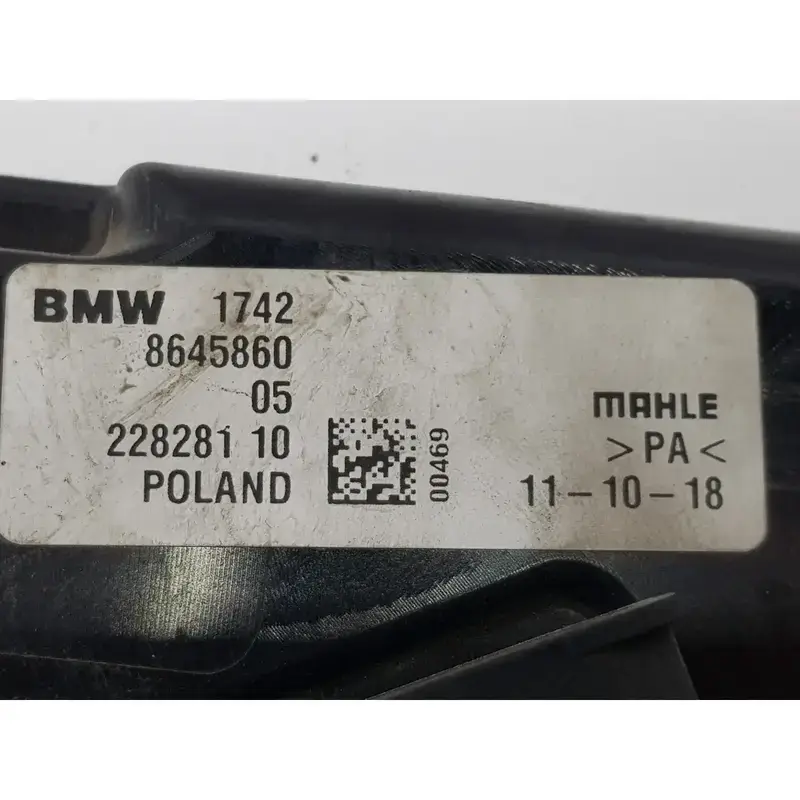 BMW 1742
8645860
05
228281 10
POLAND
00469
MAHLE
>PA<
11-10-18